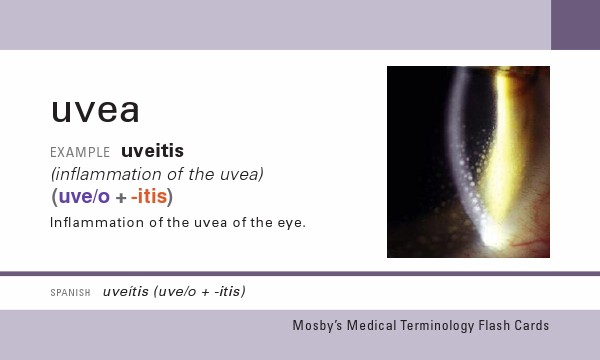 uvea
EXAMPLE uveitis
(inflammation of the uvea)
(uve/o + -itis)
Inflammation of the uvea of the eye.
SPANISH uveítis (uve/o + -itis)
Mosby's Medical Terminology Flash Cards